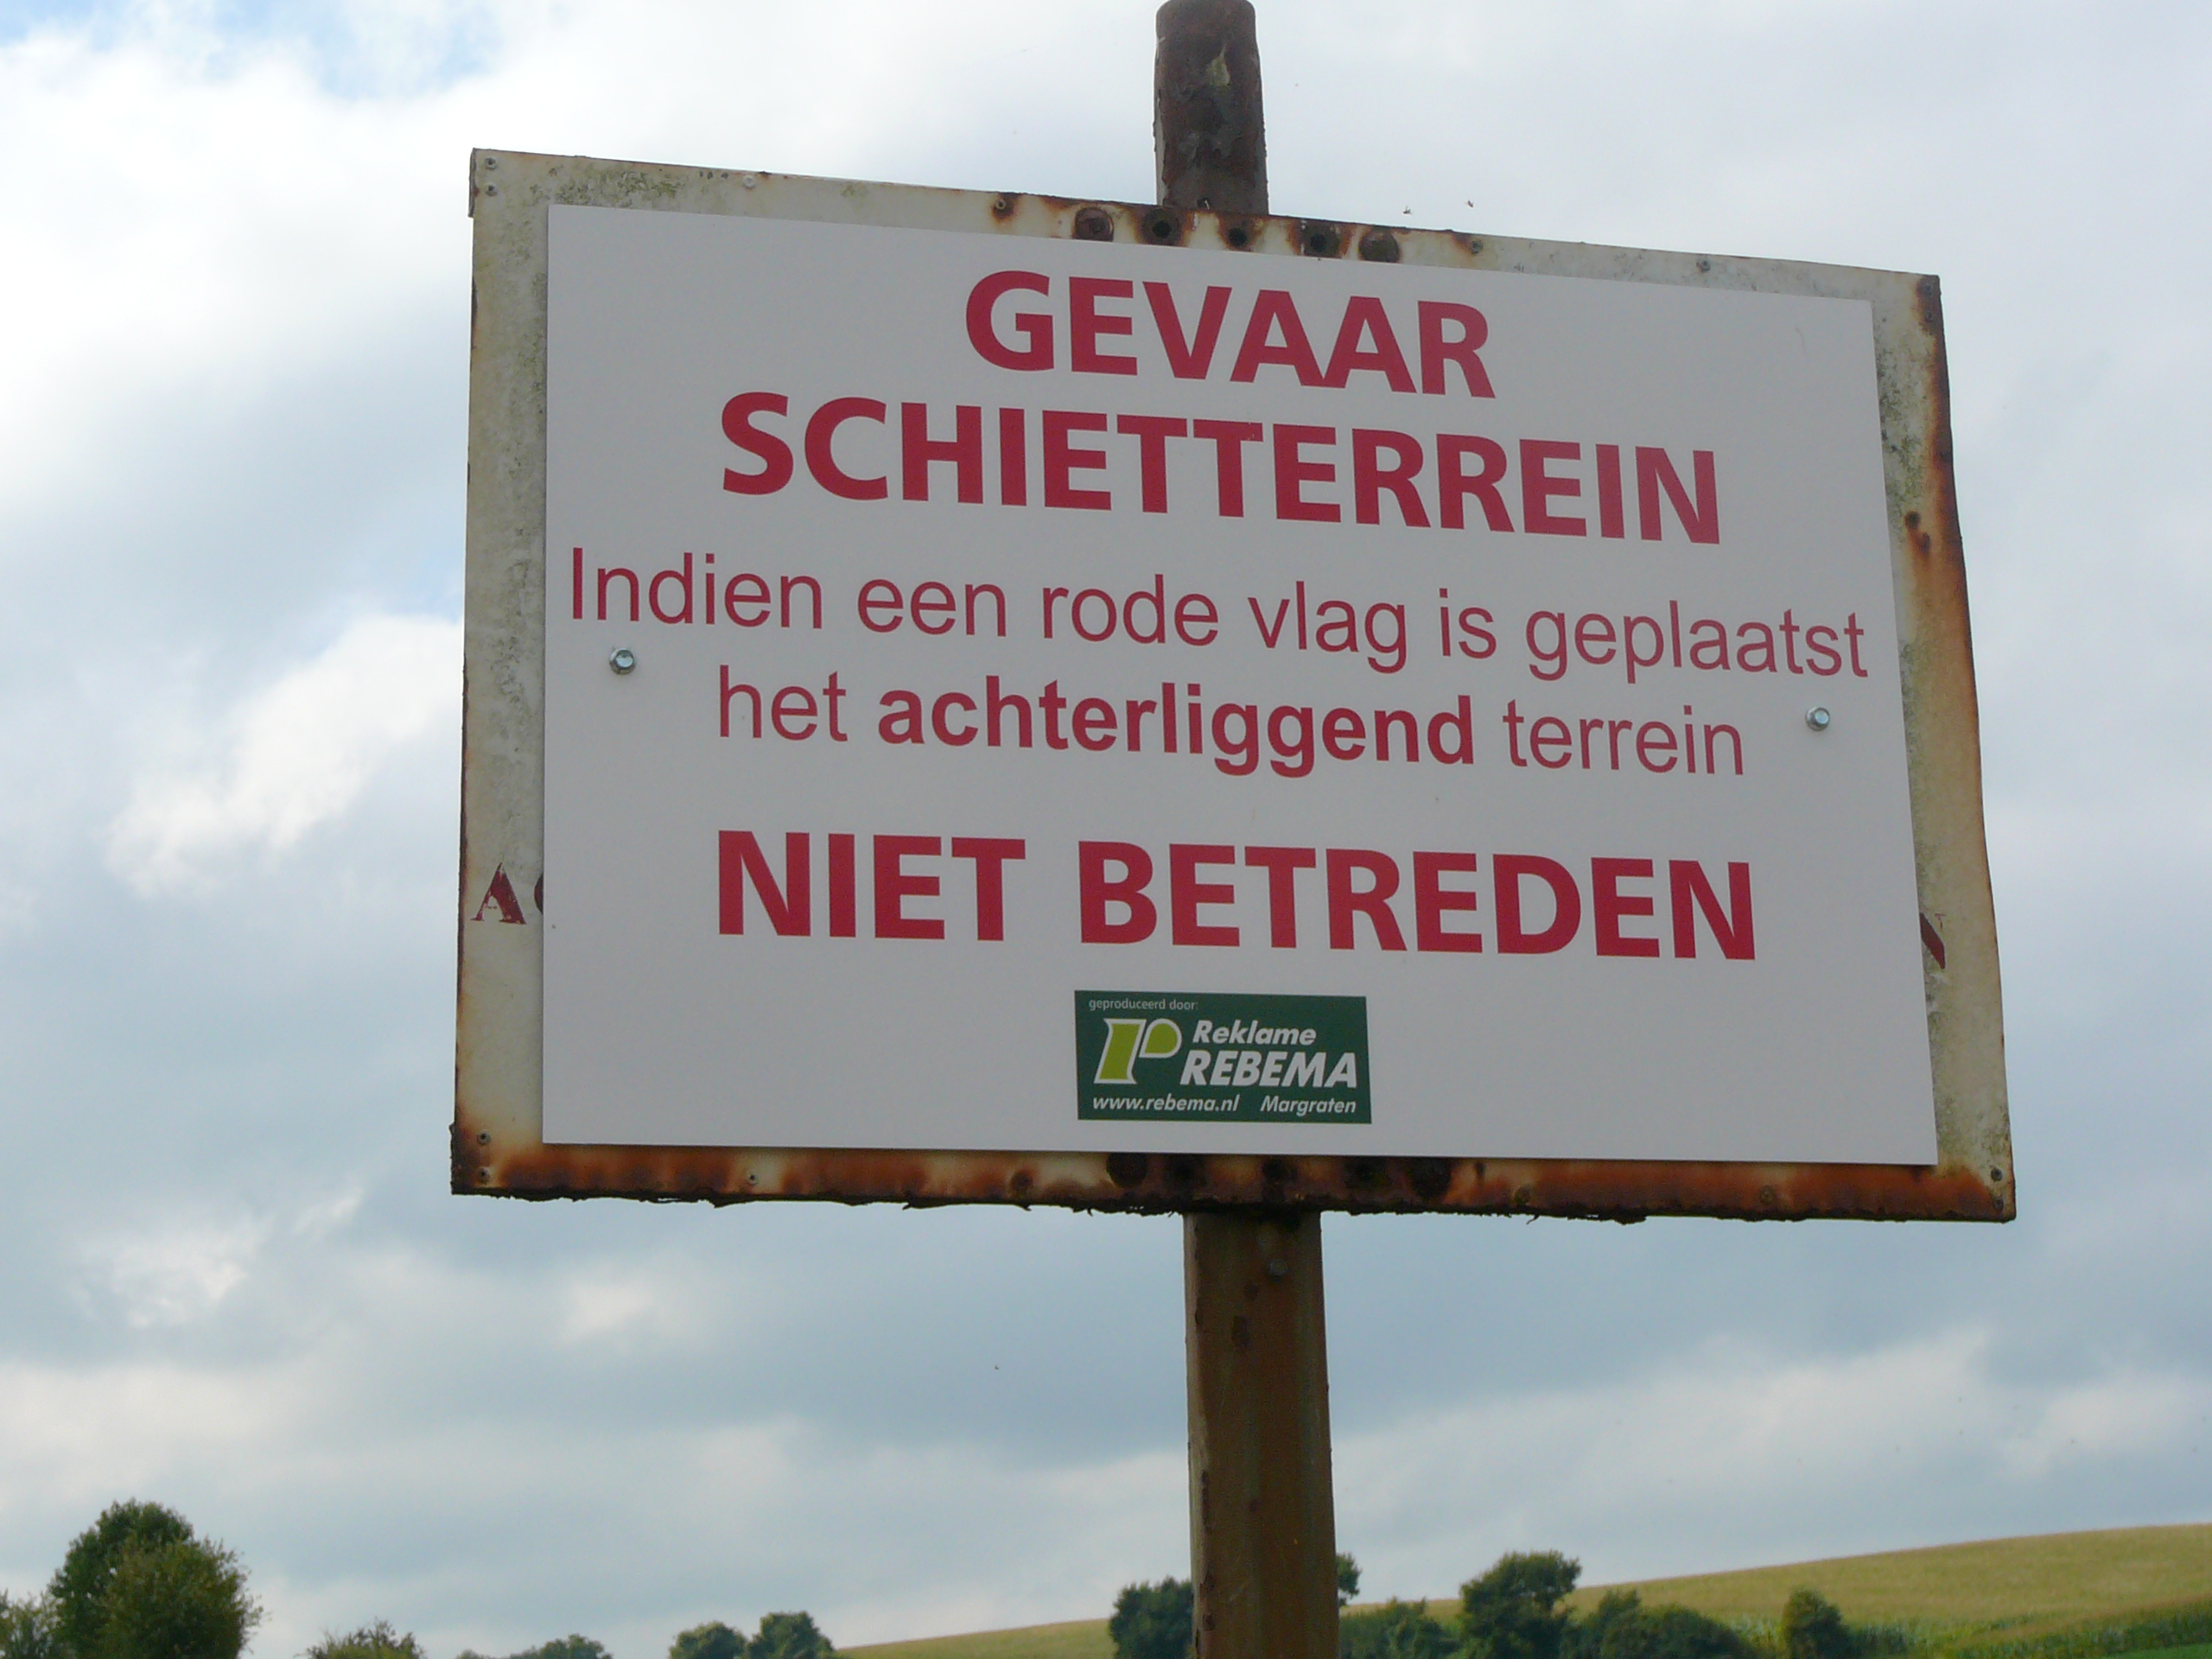 GEVAAR
SCHIETTERREIN
Indien een rode vlag is geplaatst
het achterliggend terrein
NIET BETREDEN
geproduceerd door:
Reklame
REBEMA
www.rebema.nl Margraten